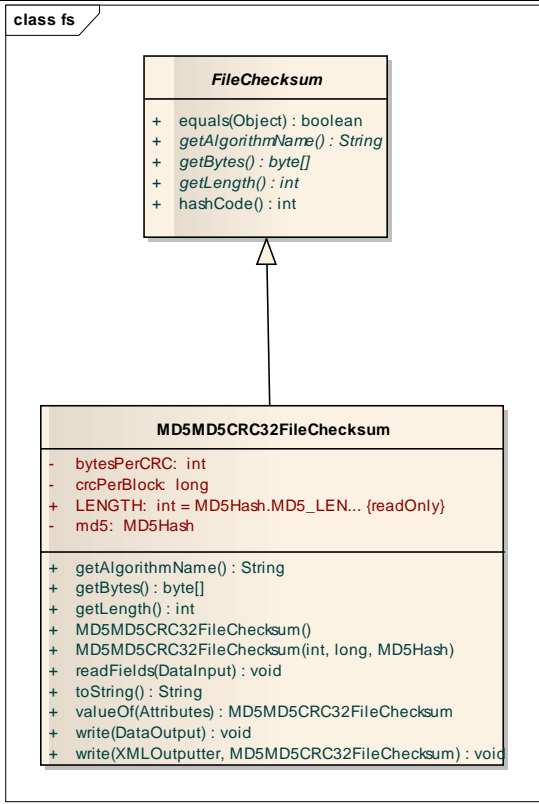 class fs
FileChecksum
+ equals(Object) : boolean
+ getAlgorithmName() : String
+ getBytes() : byte[]
+ getLength() : int
+ hashCode() : int
MD5MD5CRC32FileChecksum
- bytesPerCRC: int
- crcPerBlock: long
+ LENGTH: int = MD5Hash.MD5_LEN... {readOnly}
- md5: MD5Hash
+ getAlgorithmName() : String
+ getBytes() : byte[]
+ getLength() : int
+ MD5MD5CRC32FileChecksum()
+ MD5MD5CRC32FileChecksum(int, long, MD5Hash)
+ readFields(DataInput) : void
+ toString() : String
+ valueOf(Attributes) : MD5MD5CRC32FileChecksum
+ write(DataOutput) : void
+ write(XMLOutputter, MD5MD5CRC32FileChecksum) : void